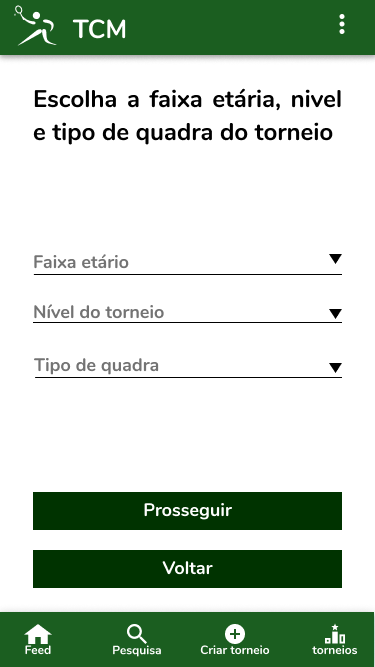 TCM
Escolha a faixa etária, nivel
e tipo de quadra do torneio
Faixa etário
Nível do torneio
Tipo de quadra
Prosseguir
Voltar
Feed
Pesquisa
Criar torneio
torneios